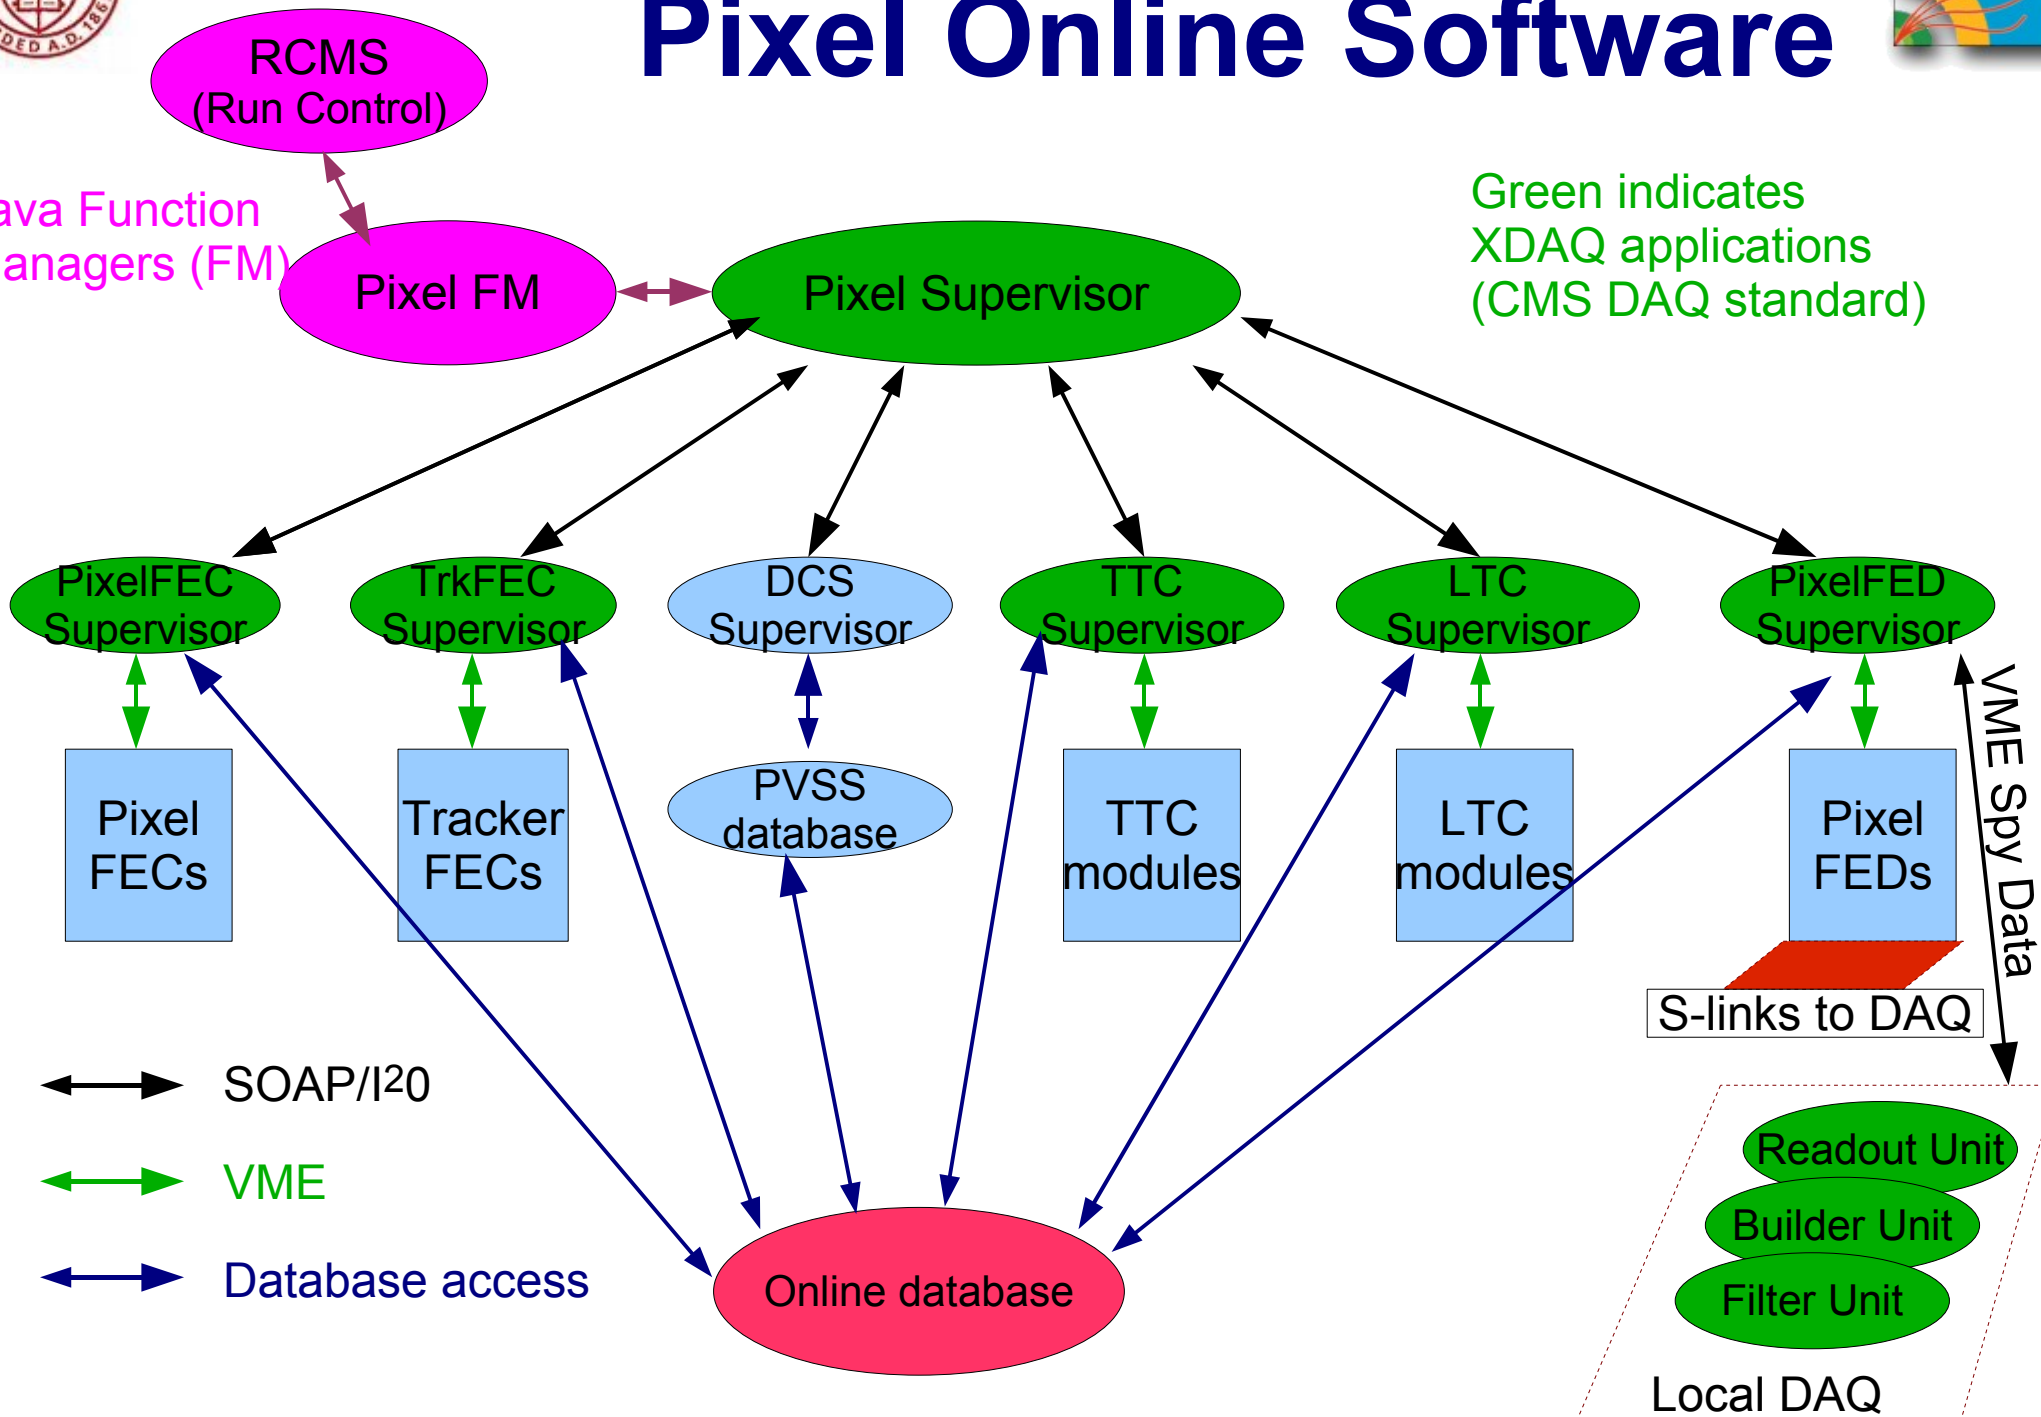 Pixel Online Software
DED A.D. 186
RCMS
(Run Control)
ava Function
anagers (FM)
Pixel FM
Pixel Supervisor
Green indicates
XDAQ applications
(CMS DAQ standard)
PixelFEC
Supervisor
TrkFEC
Supervisor
DCS
Supervisor
TTC
Supervisor
LTC
Supervisor
PixelFED
Supervisor
VME Spy Data
Pixel
FECs
Tracker
FECs
PVSS
database
TTC
modules
LTC
modules
Pixel
FEDs
S-links to DAQ
SOAP/I20
VME
Database access
Online database
Readout Unit
Builder Unit
Filter Unit
Local DAQ